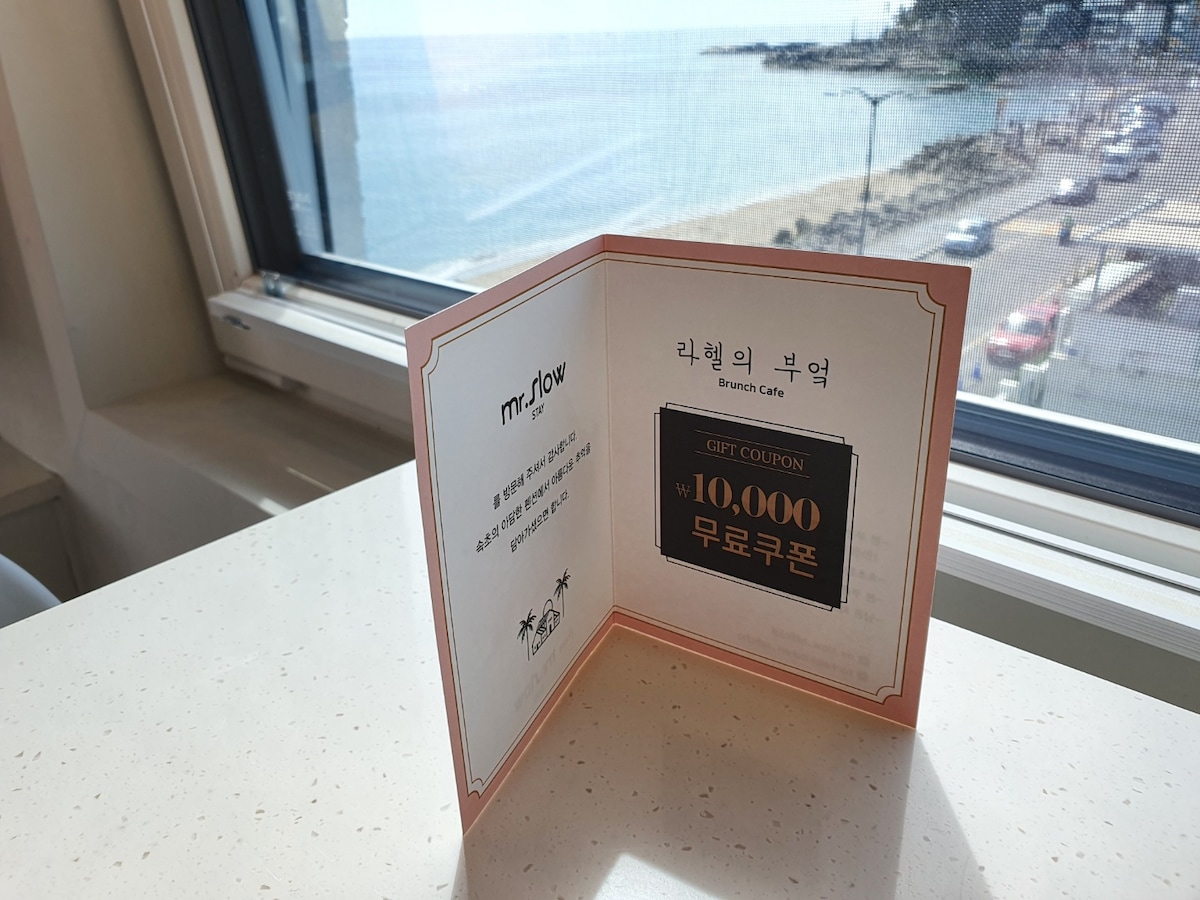 mr.slow
STAY
를 방문해 주셔서 감사합니다.
속초의 아담한 펜션에서 아름다운 추억을
담아가셨으면 합니다.
라헬의 부엌
Brunch Cafe
GIFT COUPON
₩10,000
무료쿠폰